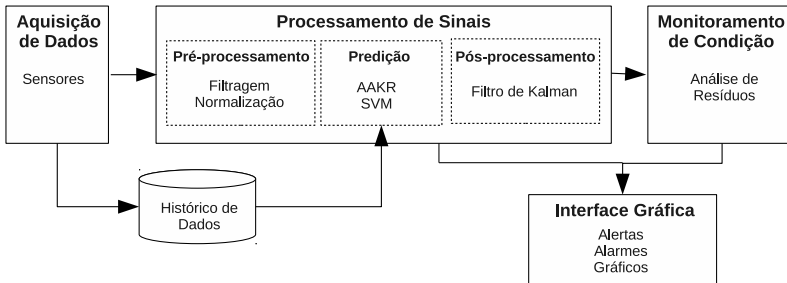 Aquisição
de Dados
Sensores
Processamento de Sinais
Pré-processamento
Filtragem
Normalização
Predição
AAKR
SVM
Pós-processamento
Filtro de Kalman
Monitoramento
de Condição
Análise de
Resíduos
Histórico de
Dados
Interface Gráfica
Alertas
Alarmes
Gráficos